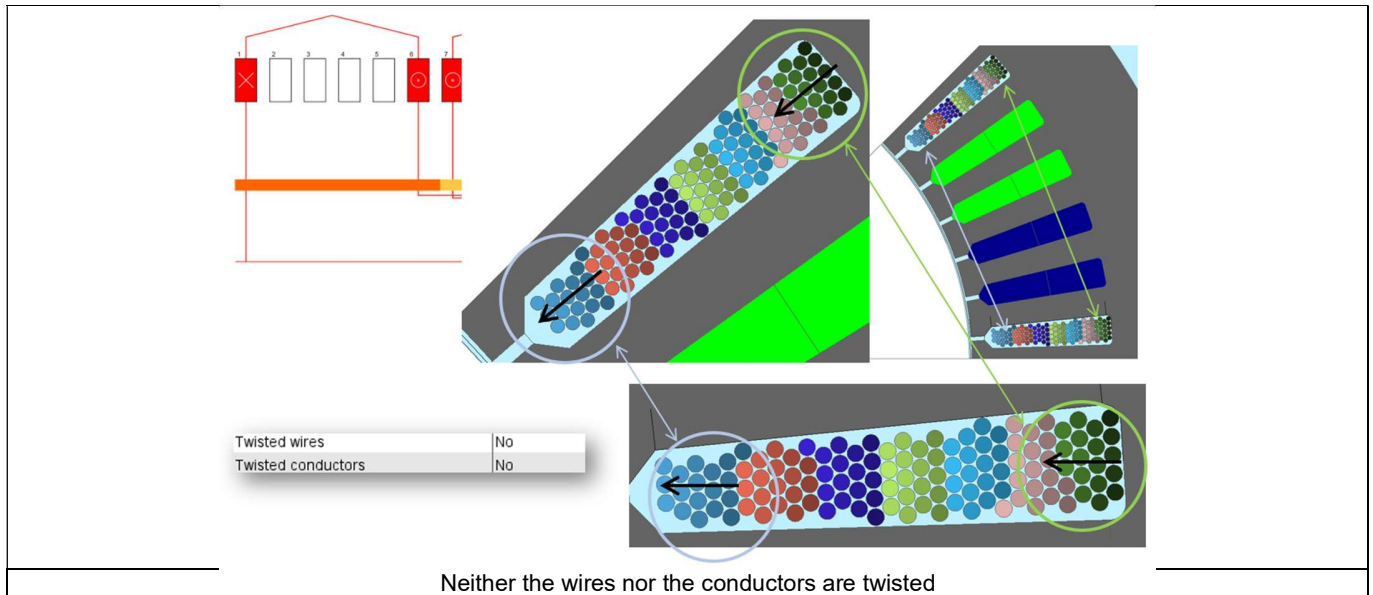 1 2 3 4 5 6 7
Twisted wires No
Twisted conductors No
Neither the wires nor the conductors are twisted